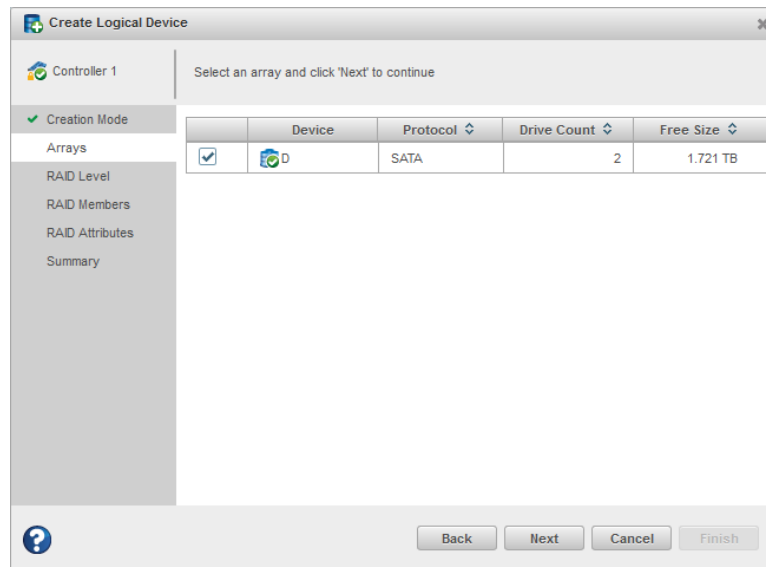 Create Logical Device
Controller 1
Select an array and click 'Next' to continue
Creation Mode
Arrays
RAID Level
RAID Members
RAID Attributes
Summary
Device Protocol Drive Count Free Size
D SATA 2 1.721 TB
? Back Next Cancel Finish